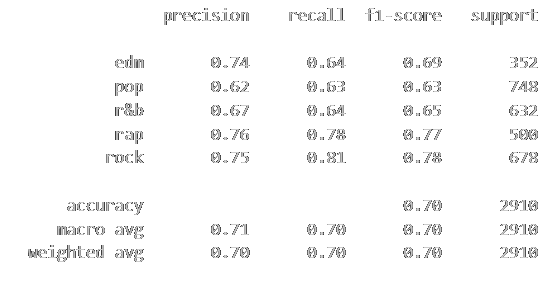 precision recall f1-score support
edm 0.74 0.64 0.69 352
pop 0.62 0.63 0.63 748
r&b 0.67 0.64 0.65 632
rap 0.76 0.78 0.77 500
rock 0.75 0.81 0.78 678
accuracy 0.70 2910
macro avg 0.71 0.70 0.70 2910
weighted avg 0.70 0.70 0.70 2910